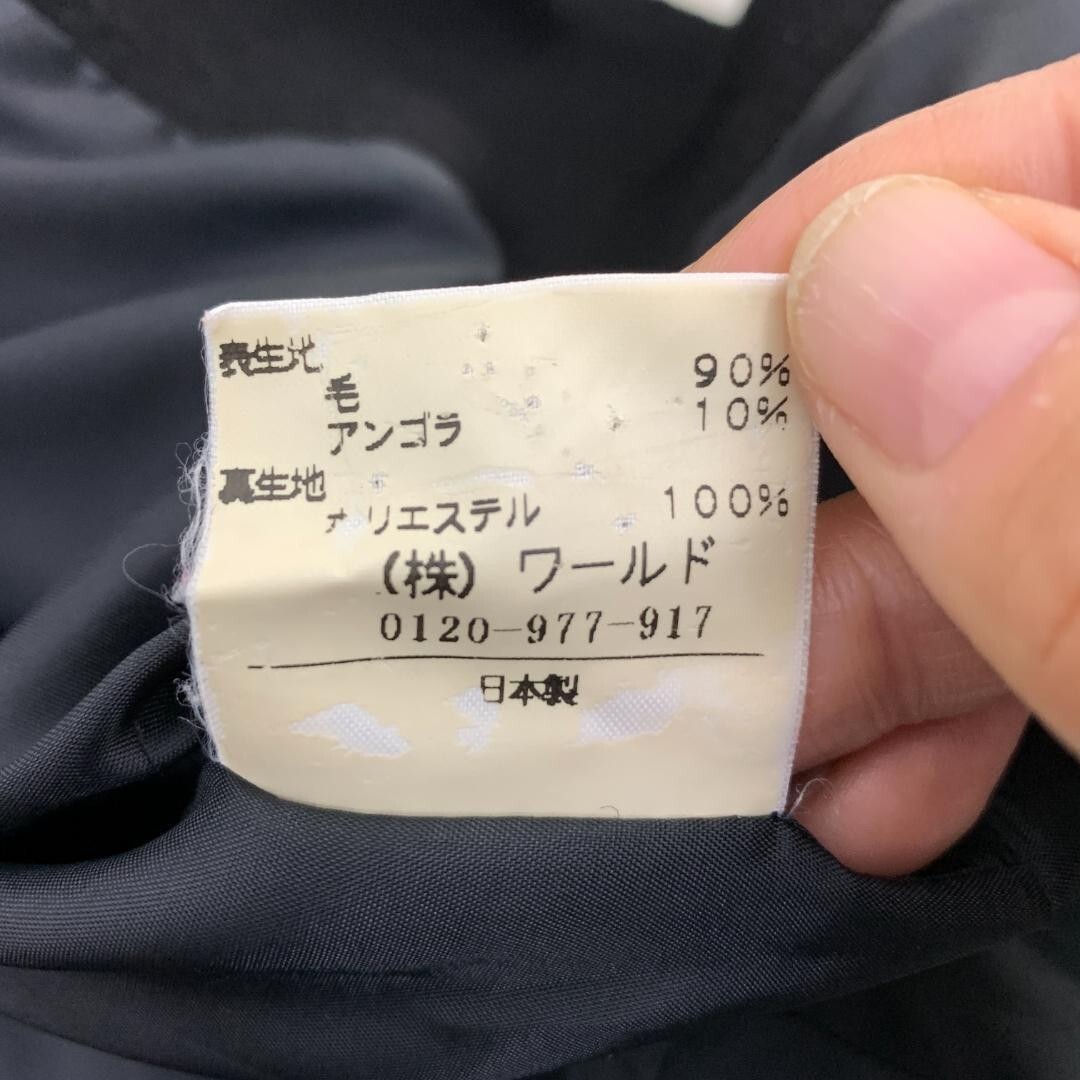 表生地
毛 90%
アンゴラ 10%
裏生地
ポリエステル 100%
(株) ワールド
0120-977-917
日本製